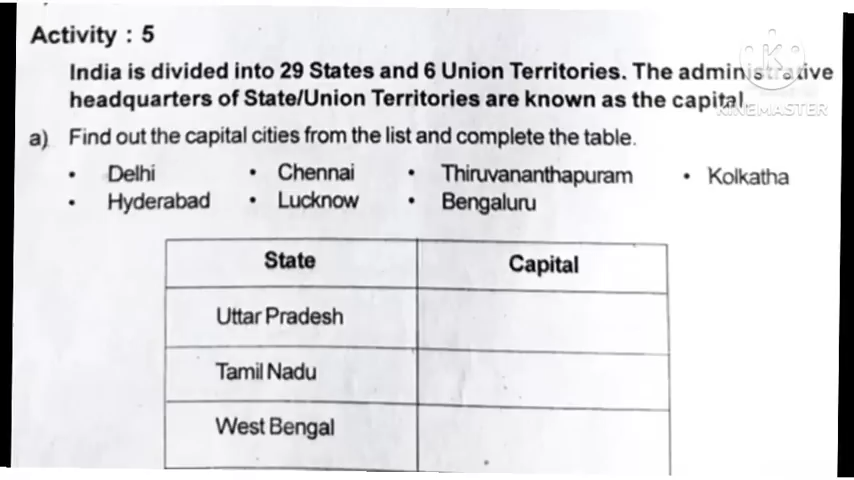 Activity : 5
India is divided into 29 States and 6 Union Territories. The administrative
headquarters of State/Union Territories are known as the capital.
KINEMASTER
a) Find out the capital cities from the list and complete the table.
• Delhi • Chennai • Thiruvananthapuram • Kolkatha
• Hyderabad • Lucknow • Bengaluru
State Capital
Uttar Pradesh
Tamil Nadu
West Bengal